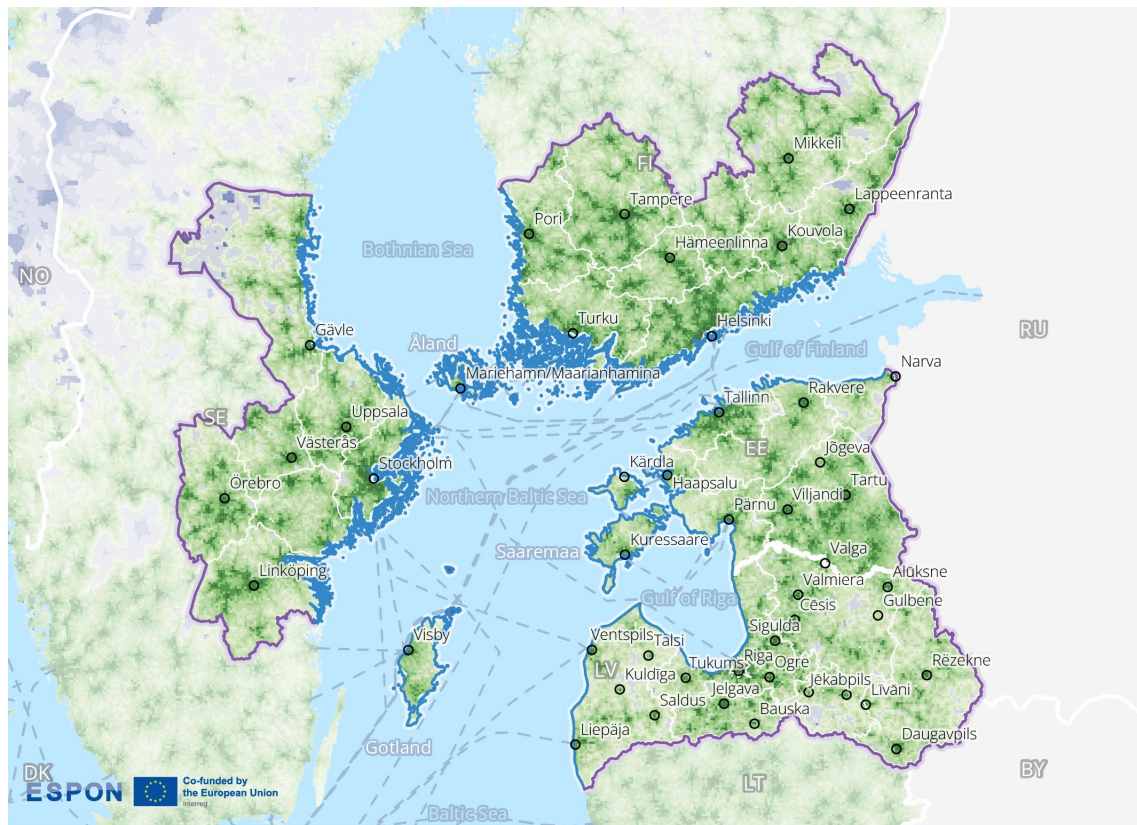 Mikkeli
FI
Lappeenranta
Tampere
Pori
Kouvola
Hämeenlinna
Bothnian Sea
NO
Turku
Helsinki
Gävle
RU
Åland
Gulf of Finland
Narva
Mariehamn/Maarianhamina
Rakvere
Tallinn
SE
Uppsala
Västerås
EE
Jõgeva
Stockholm
Kärdla
Örebro
Haapsalu
Tartu
Northern Baltic Sea
Viljandi
Pärnu
Kuressaare
Saaremaa
Valga
Linköping
Alūksne
Valmiera
Gulf of Riga
Cēsis
Gulbene
Sigulda
Visby
Ventspils
Talsi
Riga
Ogre
Rēzekne
Tukums
LV
Kuldīga
Jēkabpils
Līvāni
Jelgava
Saldus
Bauska
Liepāja
Daugavpils
Gotland
DK
BY
LT
ESPON
Co-funded by
the European Union
Interreg
Baltic Sea